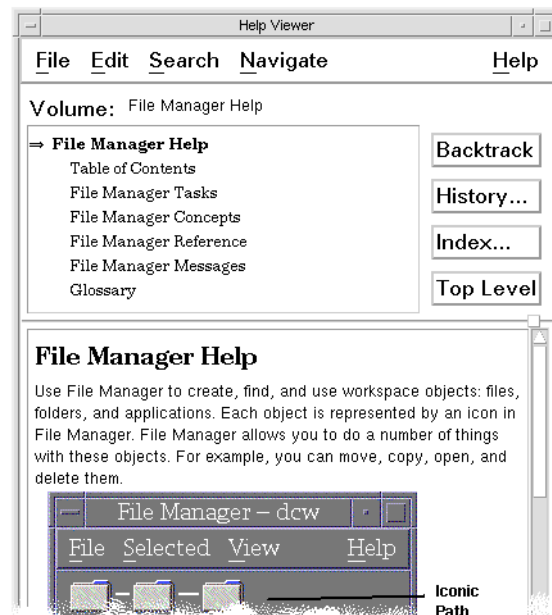 Help Viewer
File Edit Search Navigate Help
Volume: File Manager Help
⇒ File Manager Help
Table of Contents
File Manager Tasks
File Manager Concepts
File Manager Reference
File Manager Messages
Glossary
Backtrack
History...
Index...
Top Level
File Manager Help
Use File Manager to create, find, and use workspace objects: files,
folders, and applications. Each object is represented by an icon in
File Manager. File Manager allows you to do a number of things
with these objects. For example, you can move, copy, open, and
delete them.
File Manager – dcw
File Selected View Help
Iconic
Path